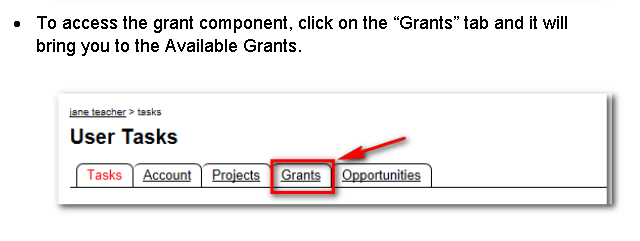 • To access the grant component, click on the “Grants” tab and it will
bring you to the Available Grants.
jane teacher > tasks
User Tasks
Tasks Account Projects Grants Opportunities